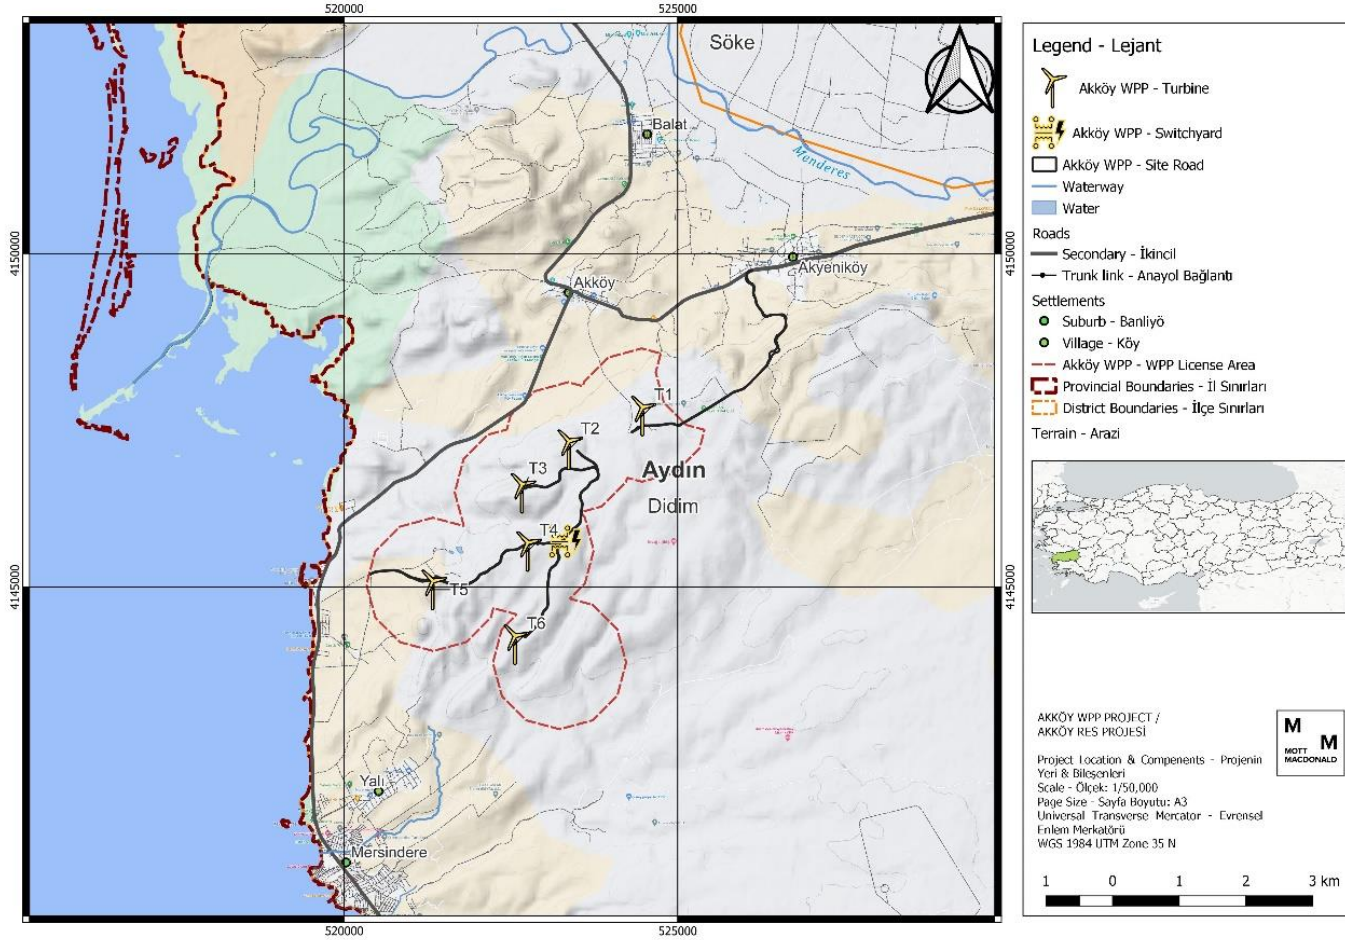 520000
525000
4150000
4145000
Söke
Balat
Menderes
Akyeniköy
Akköy
T1
T2
T3
Aydın
Didim
T4
T5
T6
Yalı
Mersindere
4150000
4145000
520000
525000
Legend - Lejant
Akköy WPP - Turbine
Akköy WPP - Switchyard
Akköy WPP - Site Road
Waterway
Water
Roads
Secondary - İkincil
Trunk link - Anayol Bağlantı
Settlements
Suburb - Banliyö
Village - Köy
Akköy WPP - WPP License Area
Provincial Boundaries - İl Sınırları
District Boundaries - İlçe Sınırları
Terrain - Arazi
AKKÖY WPP PROJECT /
AKKÖY RES PROJESİ
M
M
MOTT
MACDONALD
Project Location & Compenents - Projenin
Yeri & Bileşenleri
Scale - Ölçek: 1/50,000
Page Size - Sayfa Boyutu: A3
Universal Transverse Mercator - Evrensel
Enlem Merkatörü
WGS 1984 UTM Zone 35 N
1 0 1 2 3 km